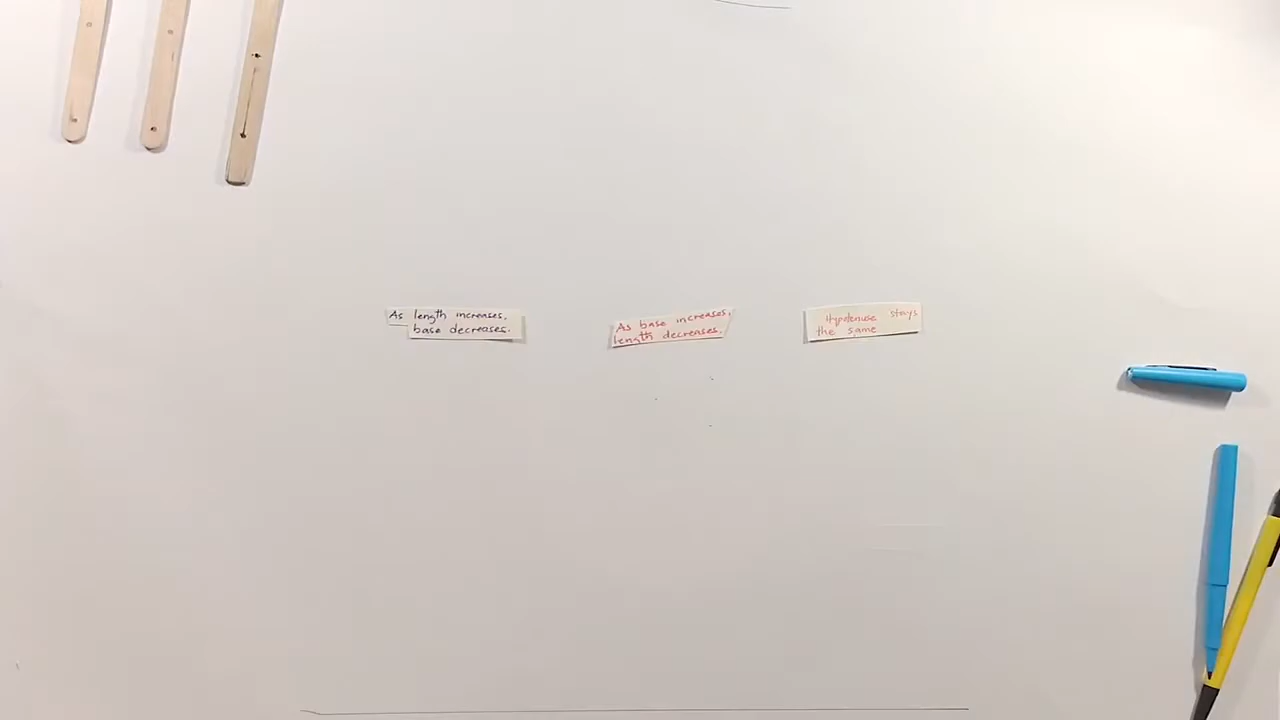 As length increases,
base decreases.
As base increases,
length decreases.
Hypotenuse stays
the same